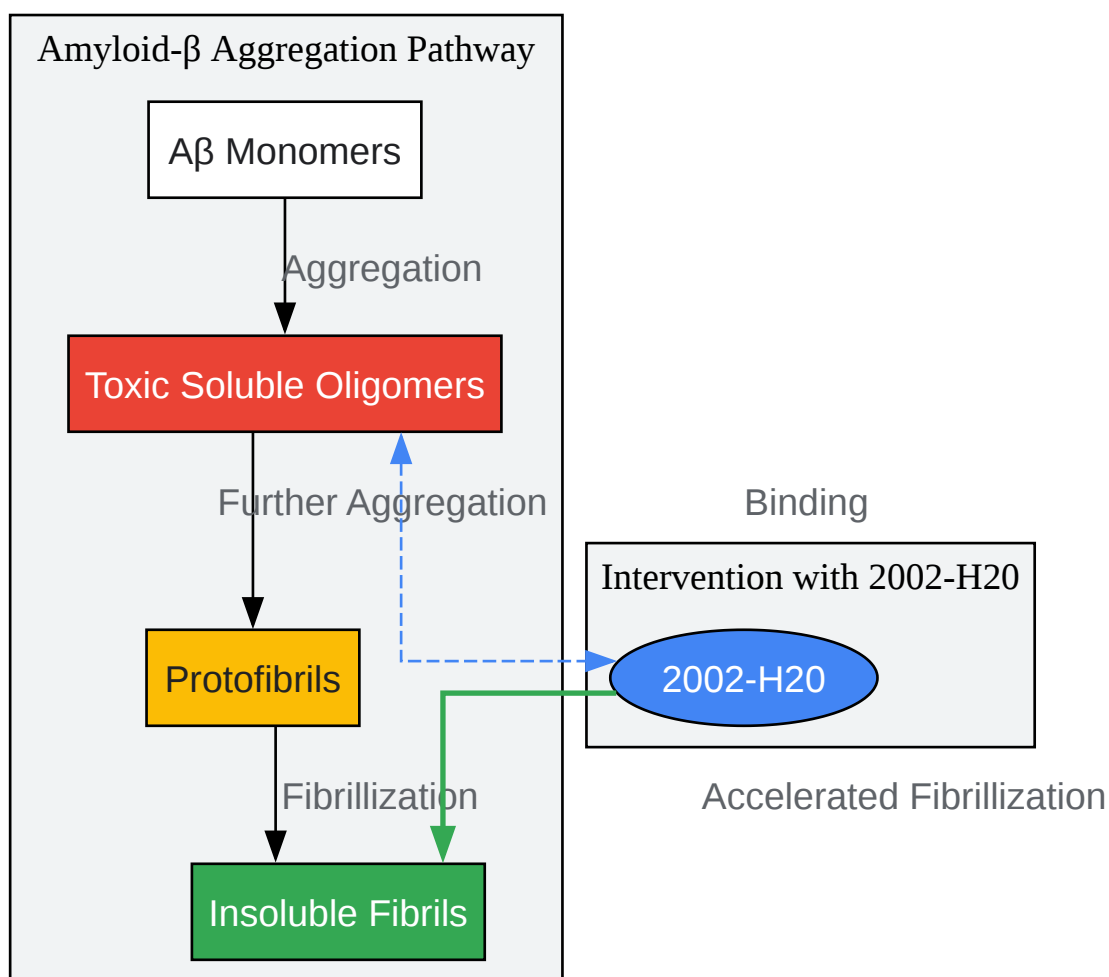 Amyloid-β Aggregation Pathway
Aβ Monomers
Aggregation
Toxic Soluble Oligomers
Further Aggregation
Binding
Intervention with 2002-H20
Protofibrils
2002-H20
Fibrillization
Accelerated Fibrillization
Insoluble Fibrils